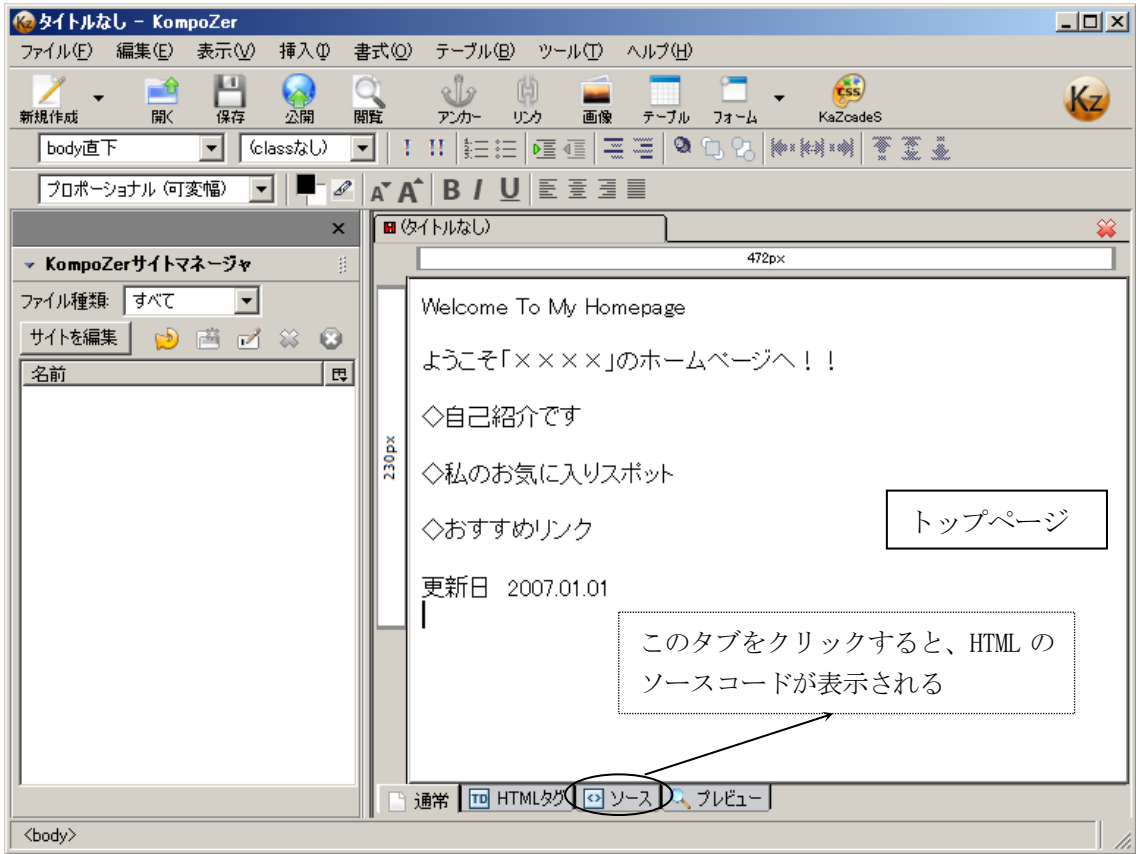 タイトルなし - KompoZer
ファイル(F) 編集(E) 表示(V) 挿入(I) 書式(O) テーブル(B) ツール(T) ヘルプ(H)
新規作成 開く 保存 公開 閲覧 アンカー リンク 画像 テーブル フォーム KaZcadeS
body直下 (classなし)
プロポーショナル (可変幅)
(タイトルなし)
KompoZerサイトマネージャ
472px
ファイル種類: すべて
サイトを編集
名前
230px
Welcome To My Homepage
ようこそ「××××」のホームページへ！！
◇自己紹介です
◇私のお気に入りスポット
◇おすすめリンク
トップページ
更新日 2007.01.01
このタブをクリックすると、HTML の
ソースコードが表示される
通常 HTMLタグ ソース プレビュー
<body>